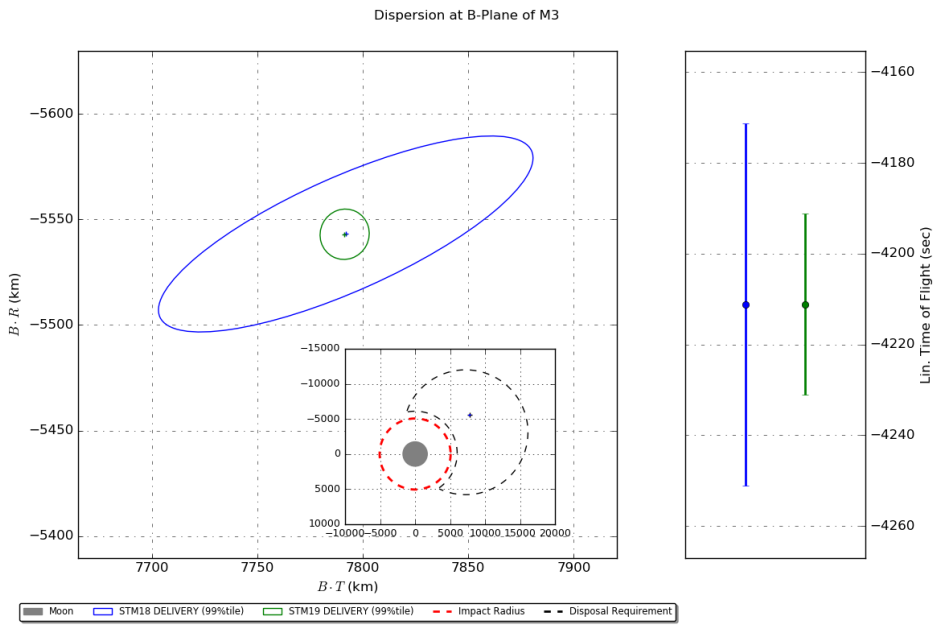 Dispersion at B-Plane of M3
−5600
−5550
−5500
−5450
−5400
B · R (km)
7700 7750 7800 7850 7900
B · T (km)
−15000
−10000
−5000
0
5000
10000
−10000 −5000 0 5000 10000 15000 20000
−4160
−4180
−4200
−4220
−4240
−4260
Lin. Time of Flight (sec)
Moon STM18 DELIVERY (99%tile) STM19 DELIVERY (99%tile) Impact Radius Disposal Requirement